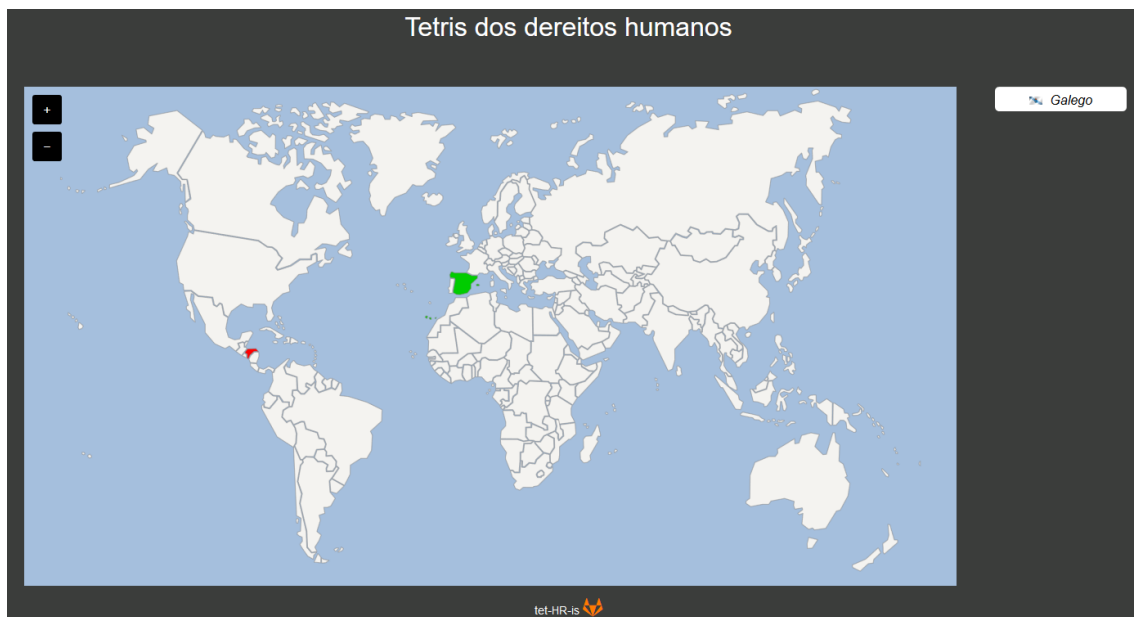 Tetris dos dereitos humanos
+
−
Galego
tet-HR-is